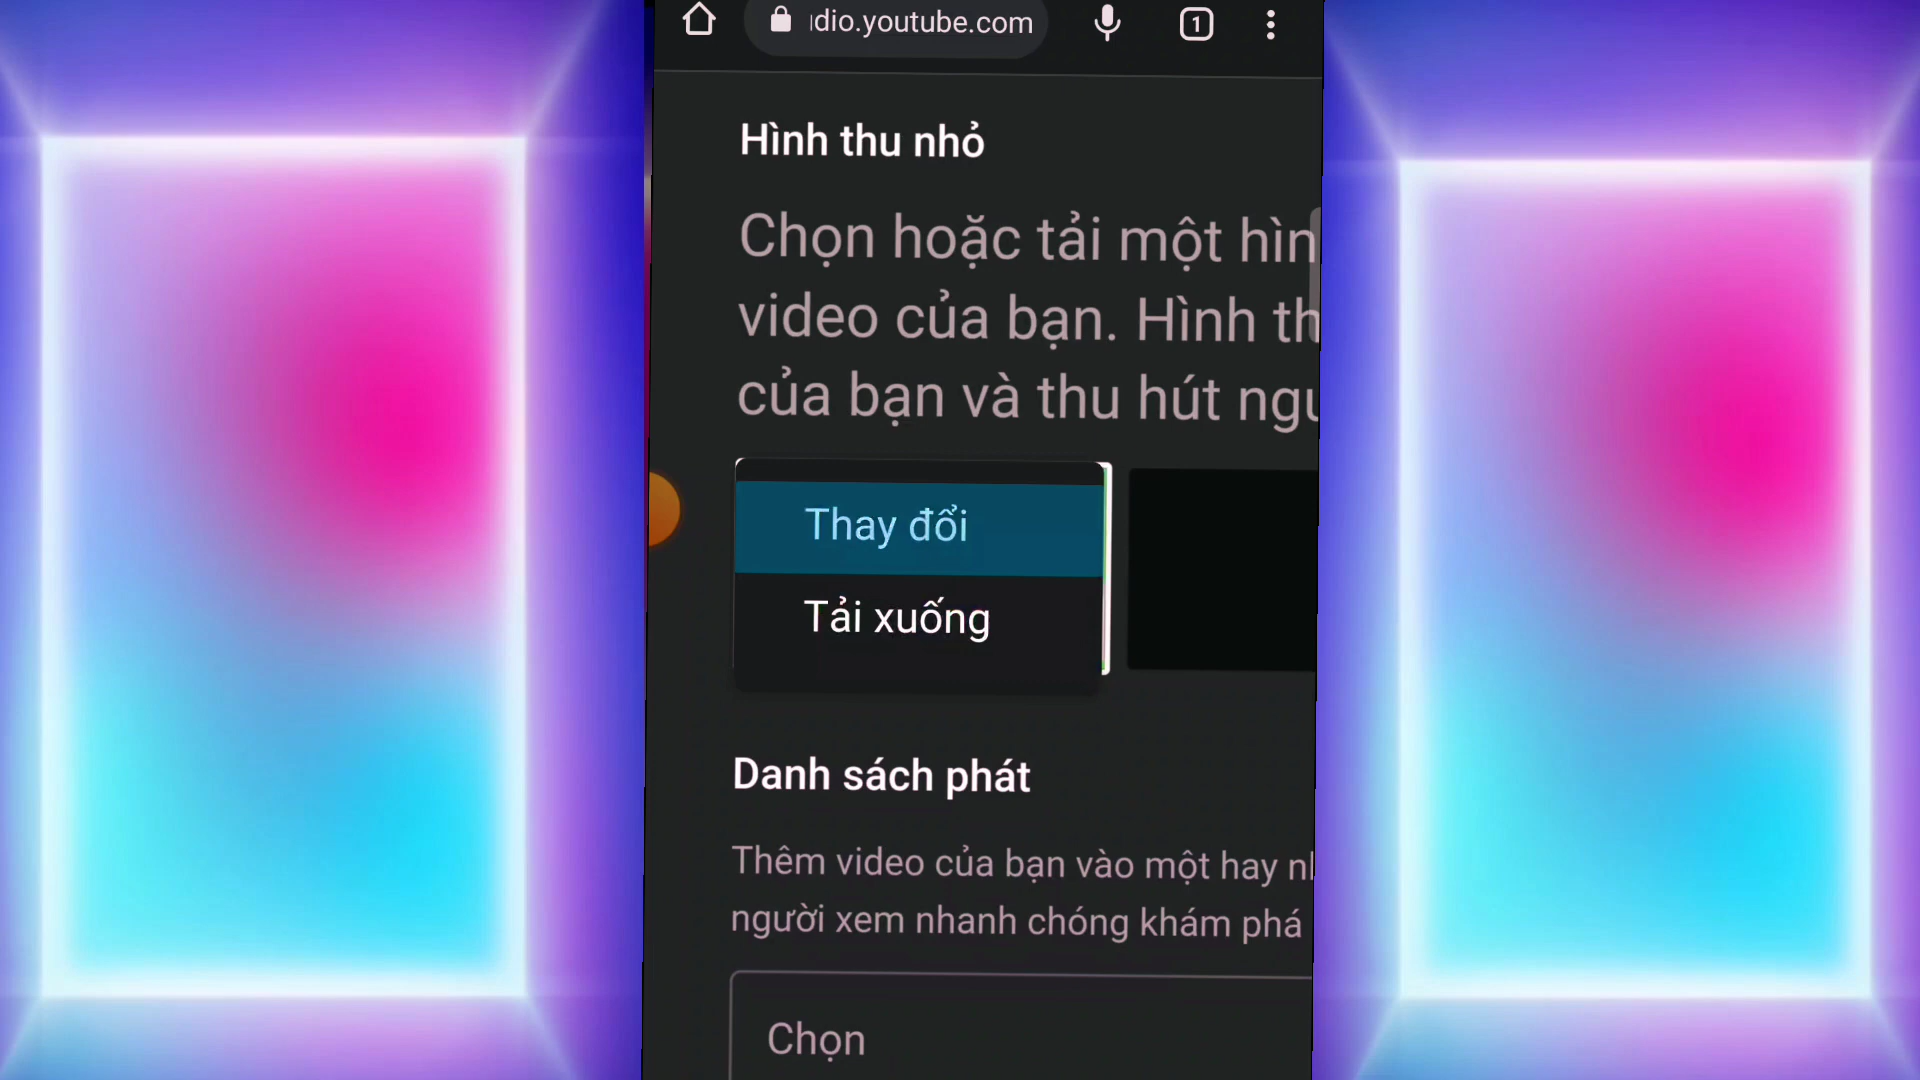 dio.youtube.com
1
Hình thu nhỏ
Chọn hoặc tải một hìn
video của bạn. Hình th
của bạn và thu hút ngư
Thay đổi
Tải xuống
Danh sách phát
Thêm video của bạn vào một hay nh
người xem nhanh chóng khám phá
Chọn